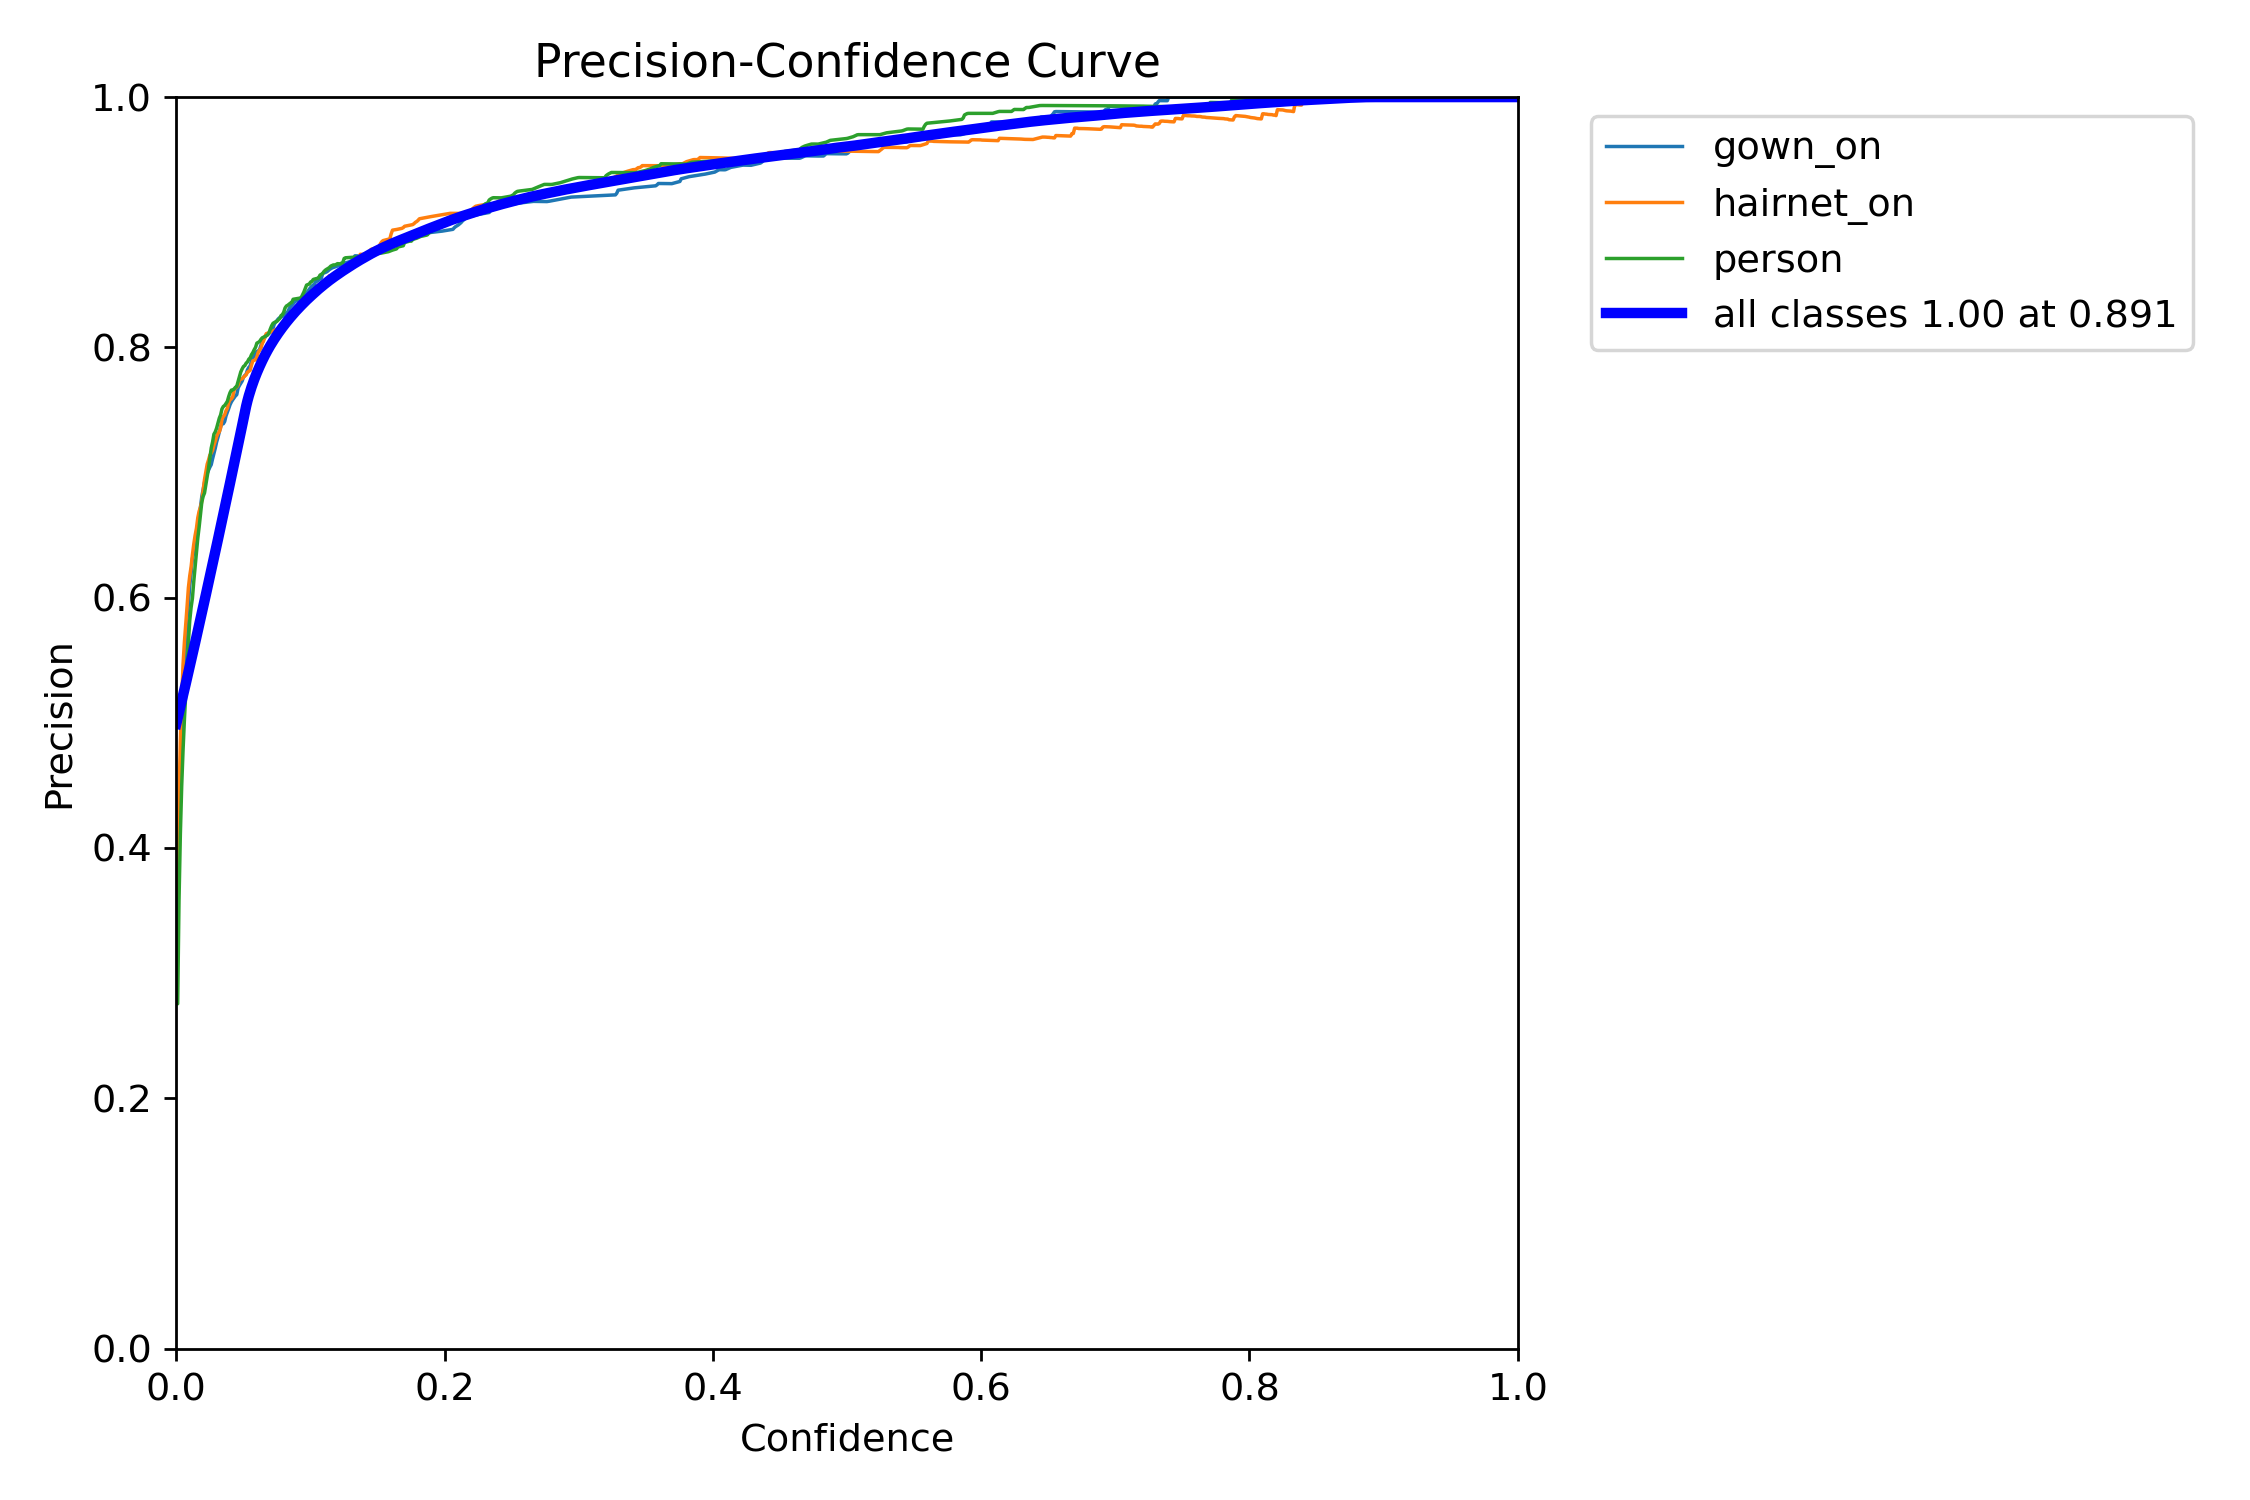 Precision-Confidence Curve
1.0
0.8
0.6
0.4
0.2
0.0
Precision
0.0 0.2 0.4 0.6 0.8 1.0
Confidence
gown_on
hairnet_on
person
all classes 1.00 at 0.891